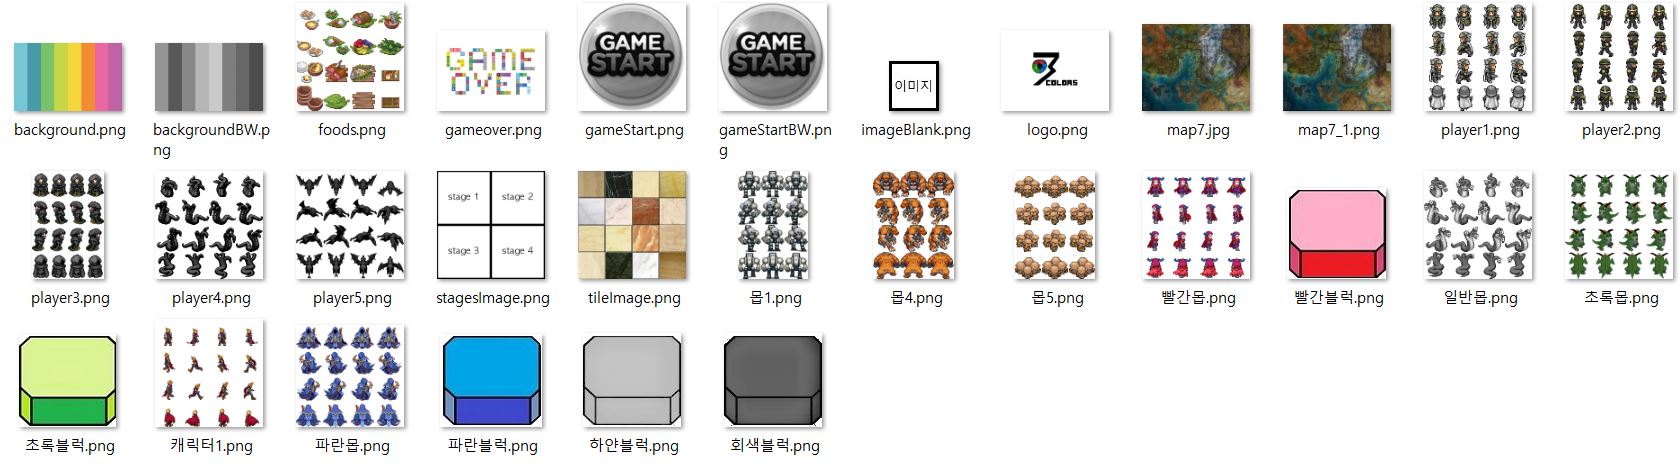 GAME
OVER
GAME
START
GAME
START
이미지
3
COLORS
background.png
backgroundBW.p
ng
foods.png
gameover.png
gameStart.png
gameStartBW.pn
g
imageBlank.png
logo.png
map7.jpg
map7_1.png
player1.png
player2.png
stage 1
stage 2
stage 3
stage 4
player3.png
player4.png
player5.png
stagesImage.png
tileImage.png
몹1.png
몹4.png
몹5.png
빨간몹.png
빨간블럭.png
일반몹.png
초록몹.png
초록블럭.png
캐릭터1.png
파란몹.png
파란블럭.png
하얀블럭.png
회색블럭.png